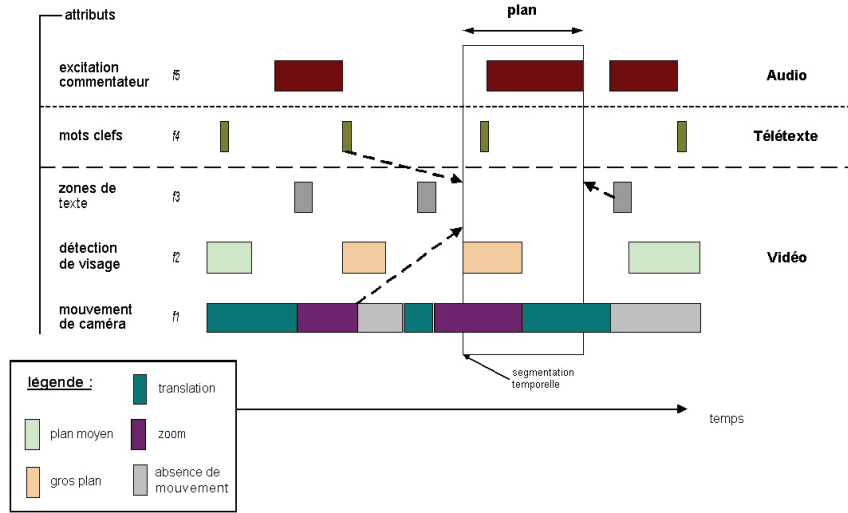 attributs
plan
excitation
commentateur
f5
Audio
mots clefs
f4
Télétexte
zones de
texte
f3
détection
de visage
f2
Vidéo
mouvement
de caméra
f1
segmentation
temporelle
temps
légende :
translation
plan moyen
zoom
gros plan
absence de
mouvement